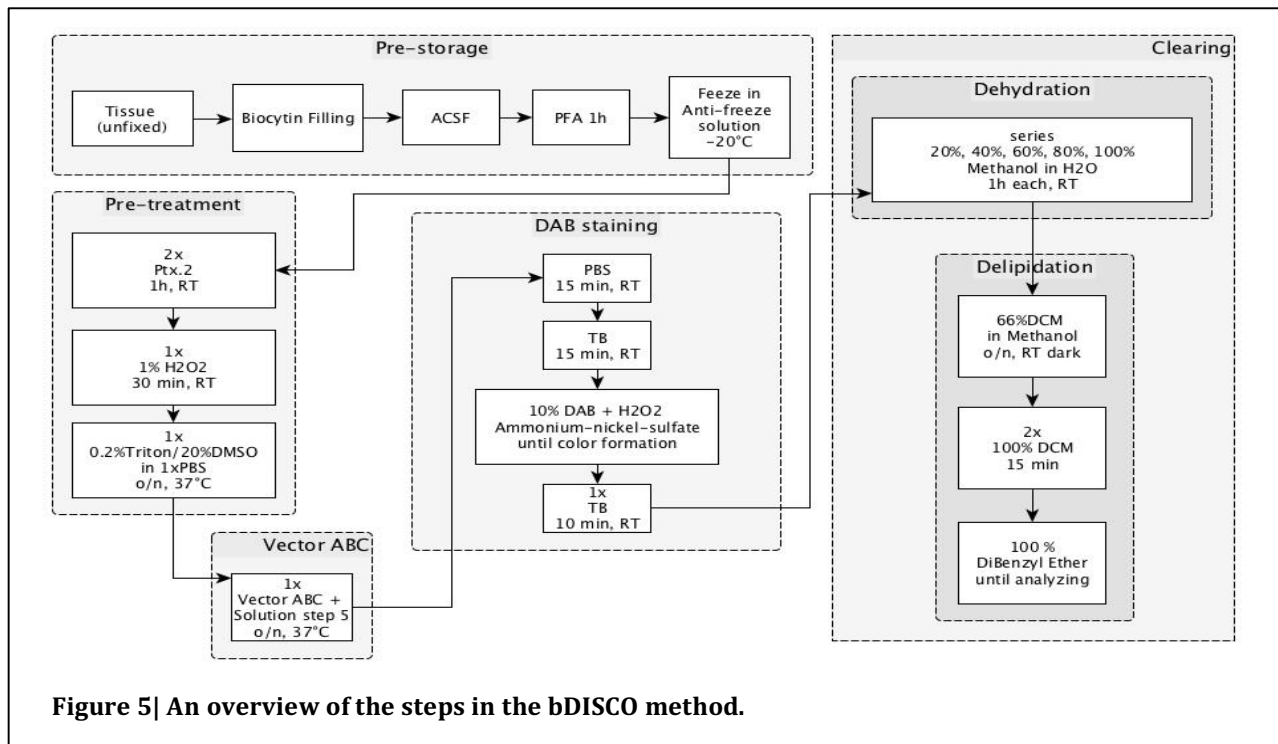 Pre-storage
Tissue
(unfixed)
Biocytin Filling
ACSF
PFA 1h
Feeze in
Anti-freeze
solution
-20°C
Pre-treatment
2x
Ptx.2
1h, RT
1x
1% H2O2
30 min, RT
1x
0.2%Triton/20%DMSO
in 1xPBS
o/n, 37°C
Vector ABC
1x
Vector ABC +
Solution step 5
o/n, 37°C
DAB staining
PBS
15 min, RT
TB
15 min, RT
10% DAB + H2O2
Ammonium-nickel-sulfate
until color formation
1x
TB
10 min, RT
Clearing
Dehydration
series
20%, 40%, 60%, 80%, 100%
Methanol in H2O
1h each, RT
Delipidation
66%DCM
in Methanol
o/n, RT dark
2x
100% DCM
15 min
100 %
DiBenzyl Ether
until analyzing
Figure 5| An overview of the steps in the bDISCO method.